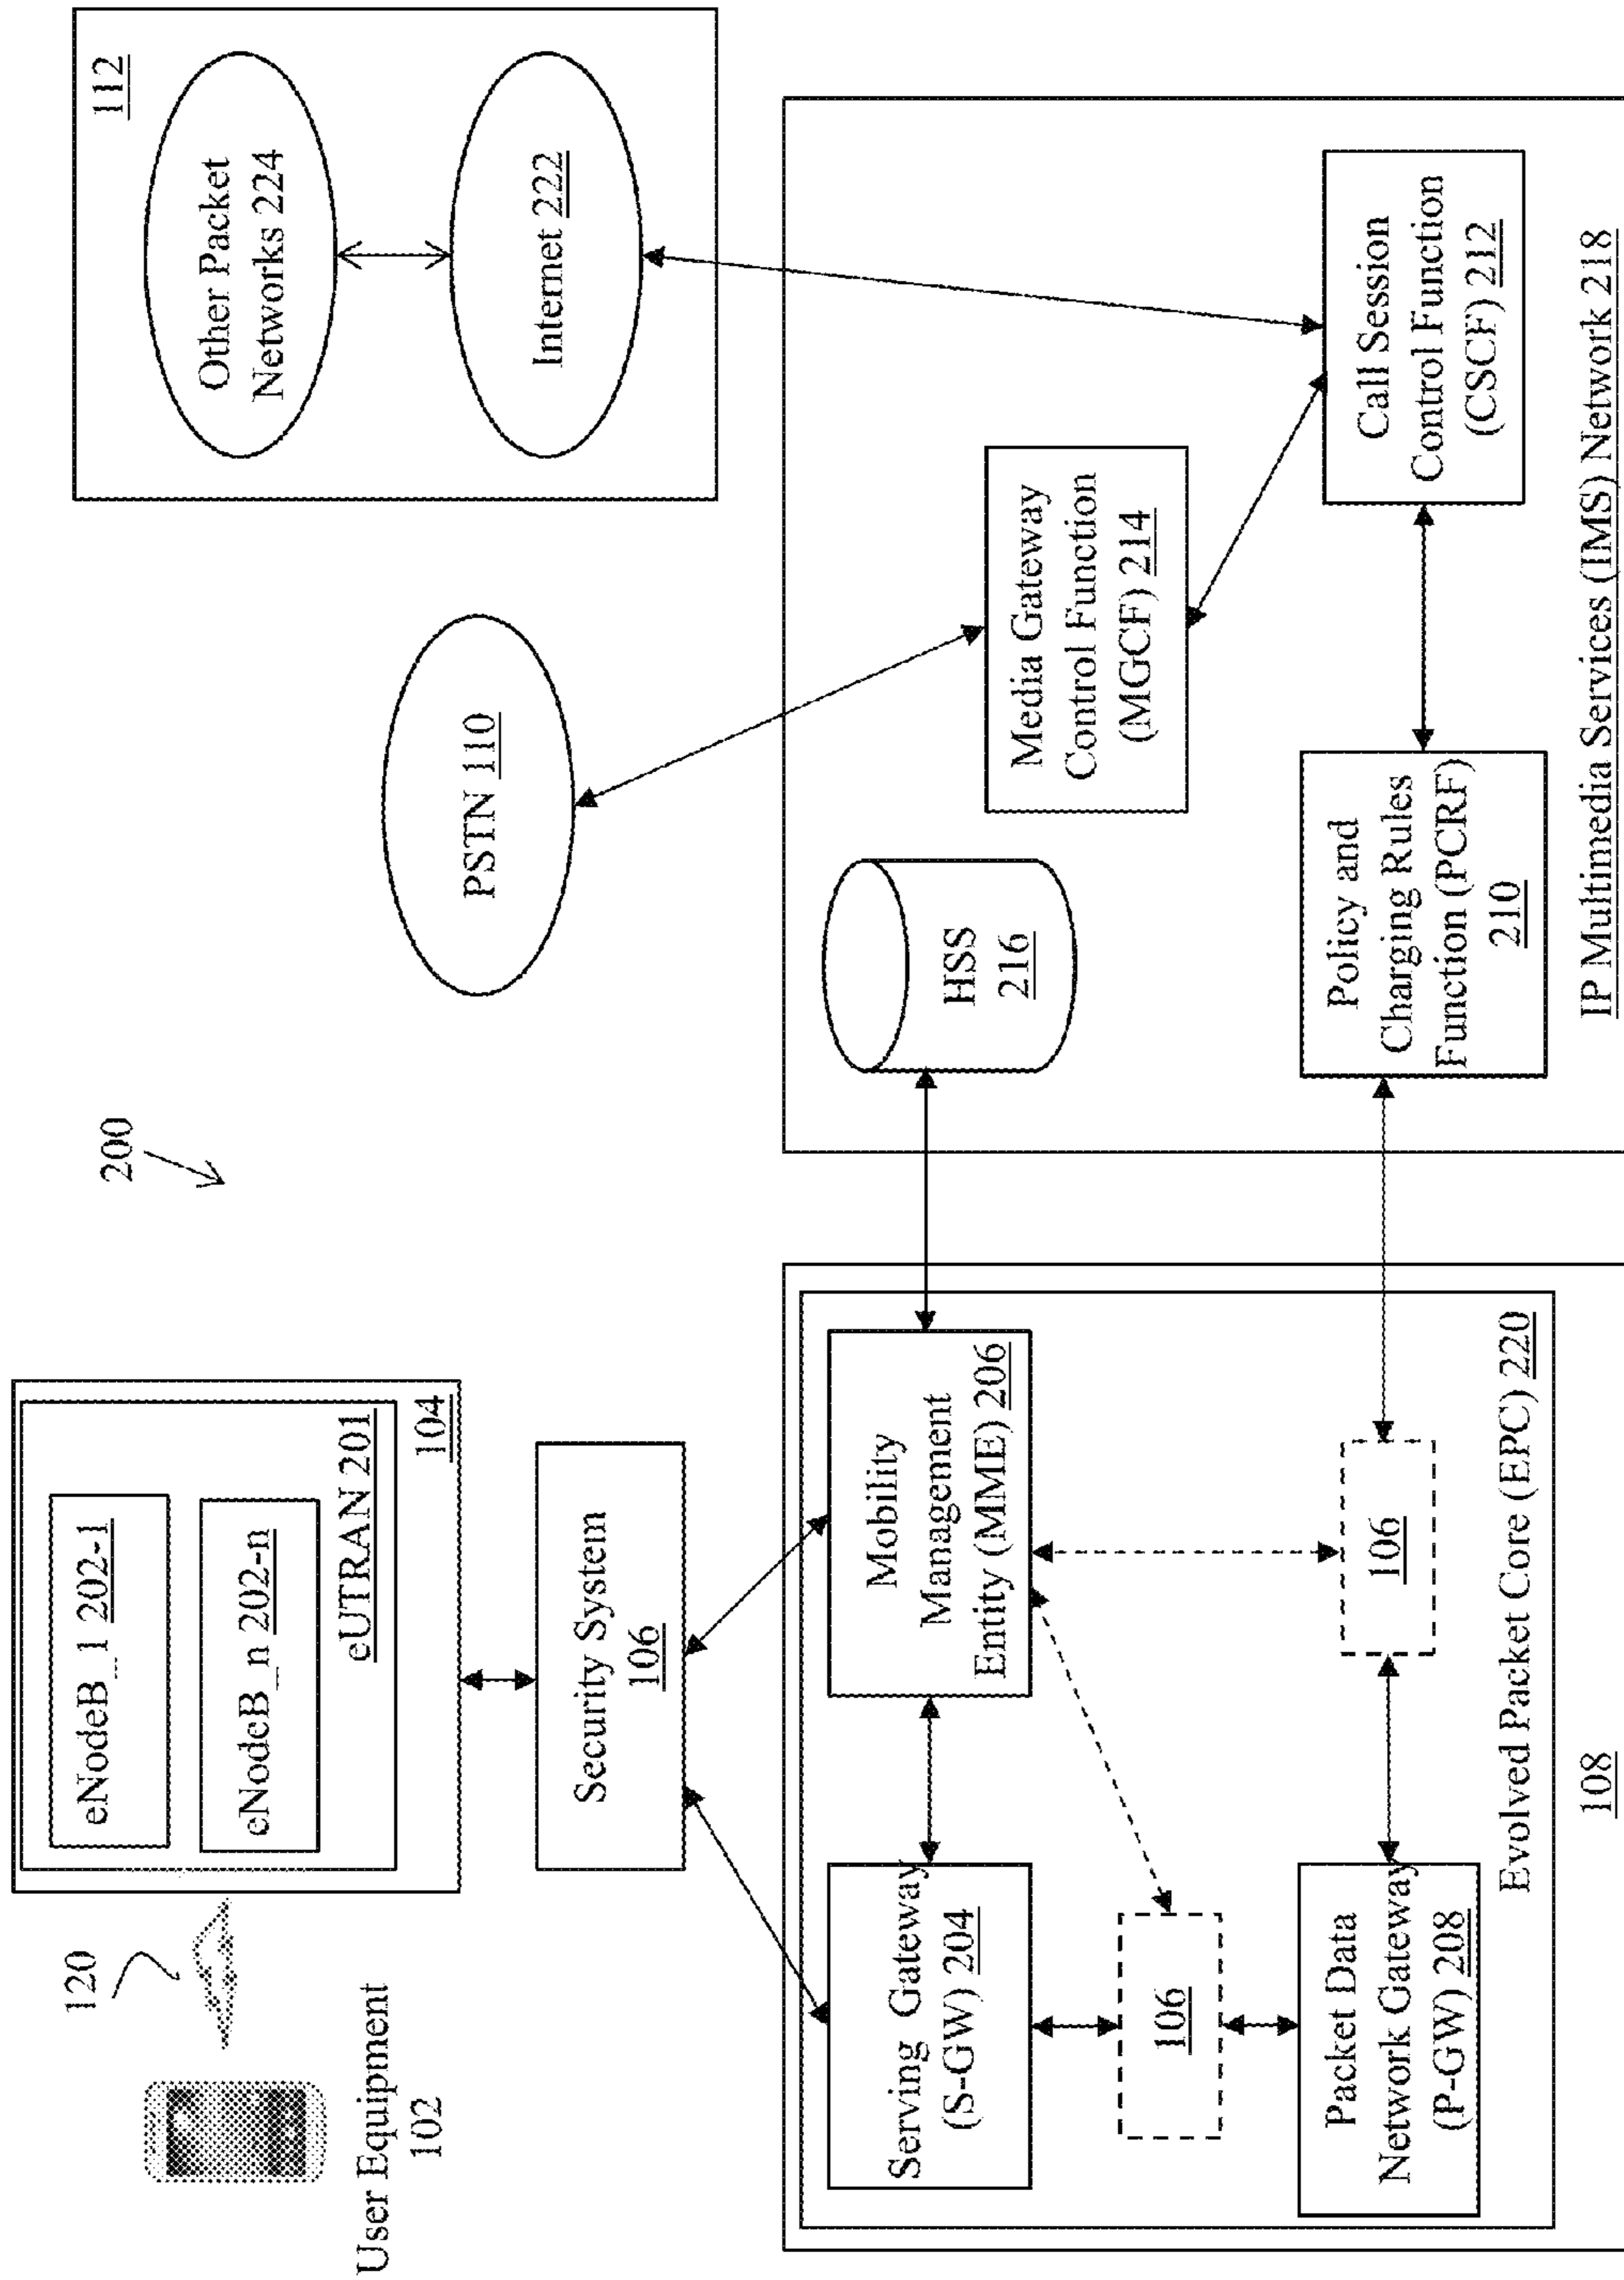 200
User Equipment
102
120
eNodeB_1 202-1
eNodeB_n 202-n
eUTRAN 201
104
Security System
106
Serving Gateway
(S-GW) 204
Mobility
Management
Entity (MME) 206
106
106
Packet Data
Network Gateway
(P-GW) 208
Evolved Packet Core (EPC) 220
108
PSTN 110
112
Other Packet
Networks 224
Internet 222
HSS
216
Media Gateway
Control Function
(MGCF) 214
Policy and
Charging Rules
Function (PCRF)
210
Call Session
Control Function
(CSCF) 212
IP Multimedia Services (IMS) Network 218